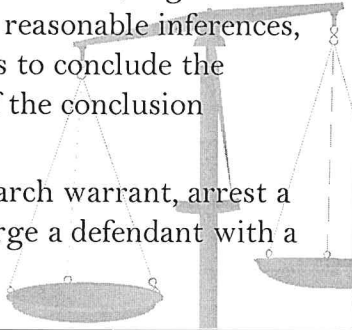 reasonable inferences,
s to conclude the
f the conclusion
arch warrant, arrest a
rge a defendant with a